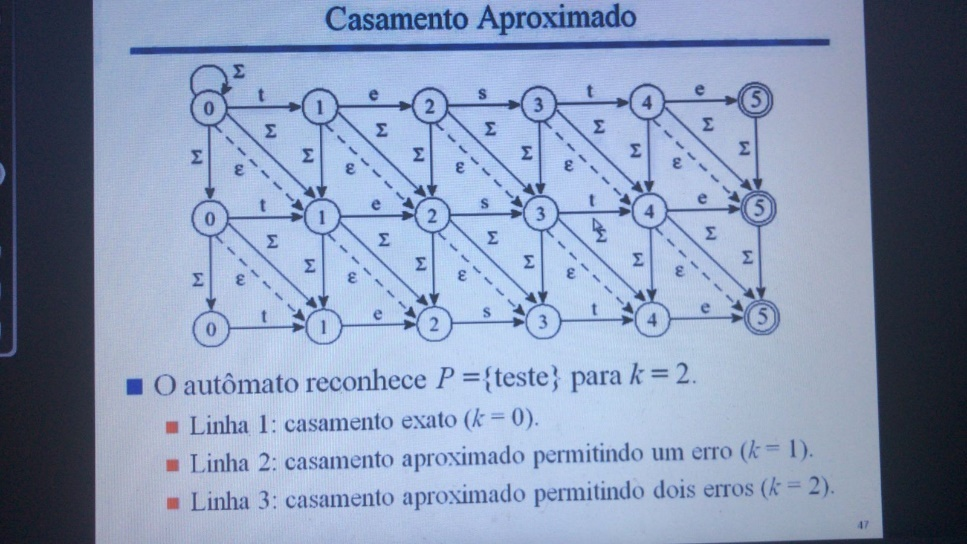 Casamento Aproximado
Σ
0 t 1 e 2 s 3 t 4 e 5
Σ Σ Σ Σ Σ
Σ Σ Σ Σ Σ Σ
ε ε ε ε ε
0 t 1 e 2 s 3 t 4 e 5
Σ Σ Σ Σ Σ
Σ Σ Σ Σ Σ Σ
ε ε ε ε ε
0 t 1 e 2 s 3 t 4 e 5
O autômato reconhece P ={teste} para k = 2.
Linha 1: casamento exato (k = 0).
Linha 2: casamento aproximado permitindo um erro (k = 1).
Linha 3: casamento aproximado permitindo dois erros (k = 2).
47